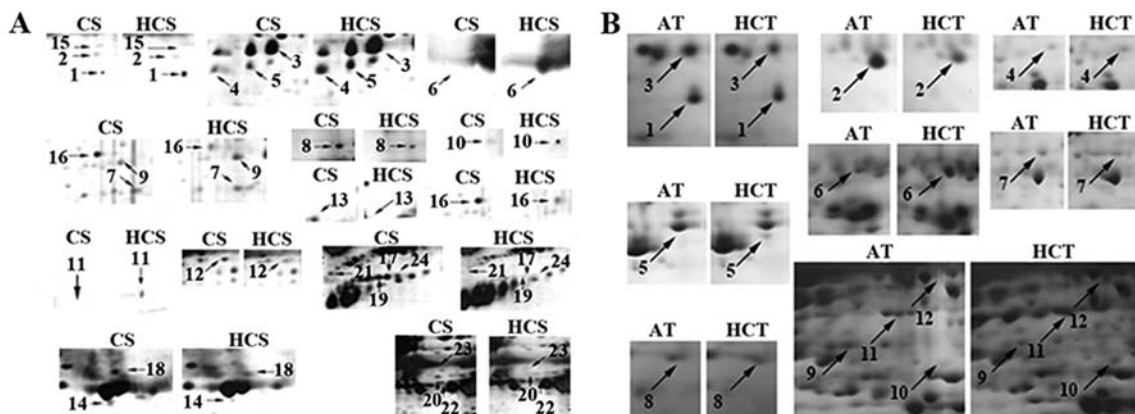 A
CS HCS CS HCS CS HCS
15 15
2 2
1 1
3 3
4 5 4 5
6 6
CS HCS CS HCS CS HCS
16 16
7 9 7 9
8 8
10 10
CS HCS CS HCS
13 13
16 16
CS HCS CS HCS CS HCS
11 11
12 12
17 24 17 24
21 21
19 19
CS HCS CS HCS
18 18
14 14
23 23
20 20
22 22
B
AT HCT AT HCT AT HCT
3 3
1 1
2 2
4 4
AT HCT AT HCT
6 6
7 7
AT HCT
5 5
AT HCT
12 12
11 11
9 9
10 10
AT HCT
8 8